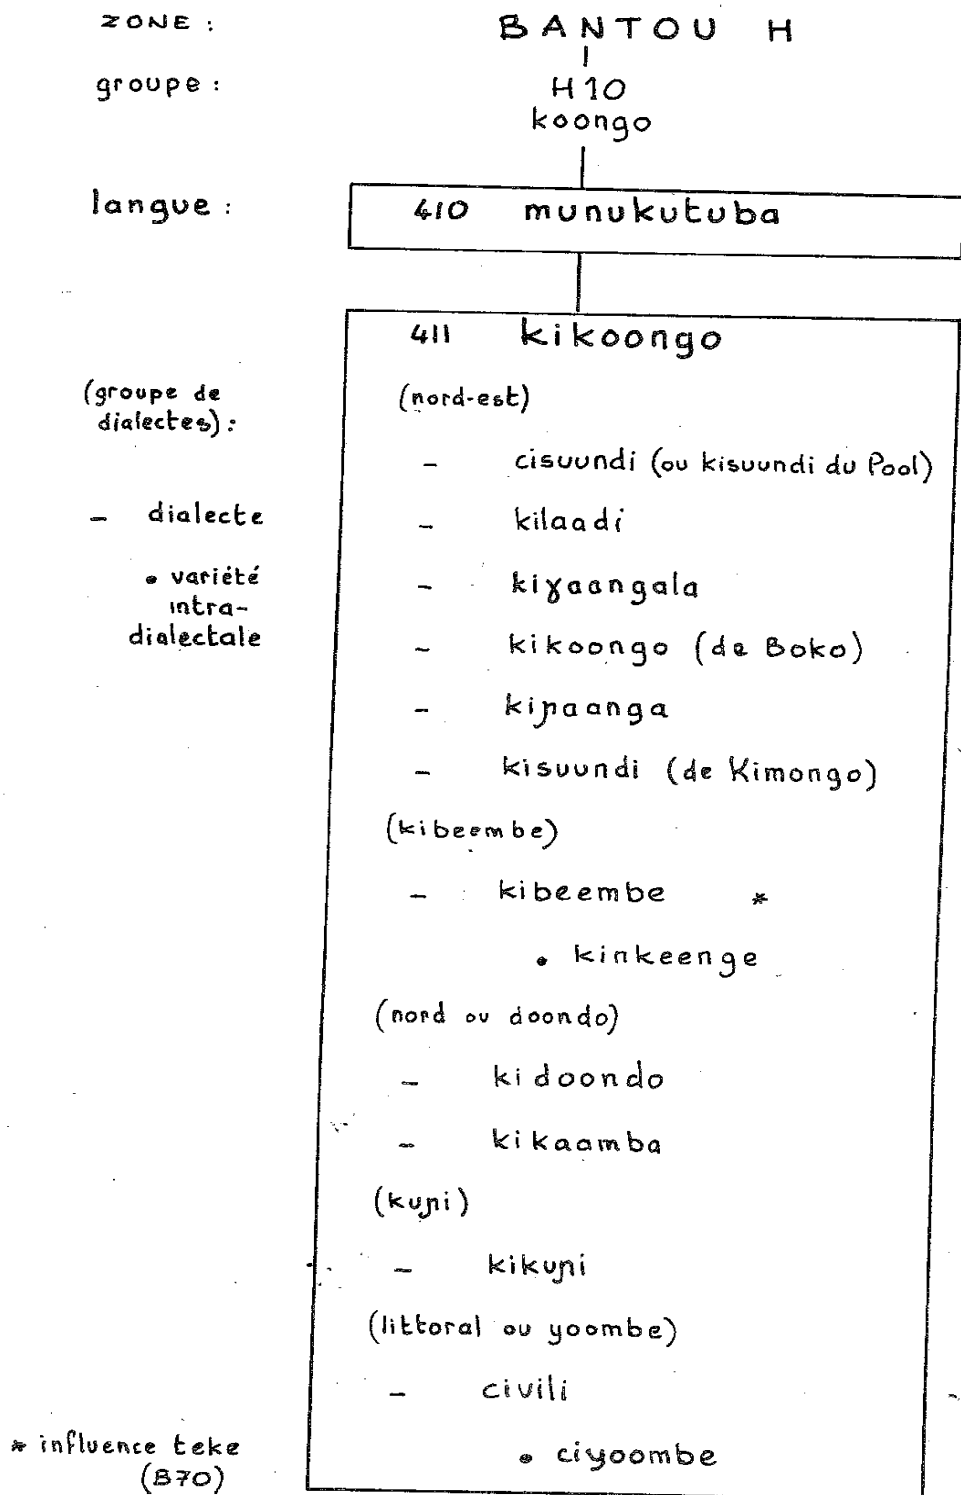 ZONE : BANTOU H
groupe : H10
koongo
langue : 410 munukutuba
411 kikoongo
(groupe de dialectes) : (nord-est)
- cisuundi (ou kisuundi du Pool)
- dialecte - kilaadi
• variété intra-dialectale - kiɣaangala
- kikoongo (de Boko)
- kiɲaanga
- kisuundi (de Kimongo)
(kibeembe)
- kibeembe *
• kinkeenge
(nord ou doondo)
- kidoondo
- kikaamba
(kuɲi)
- kikuɲi
(littoral ou yoombe)
- civili
* influence teke (B70) • ciyoombe